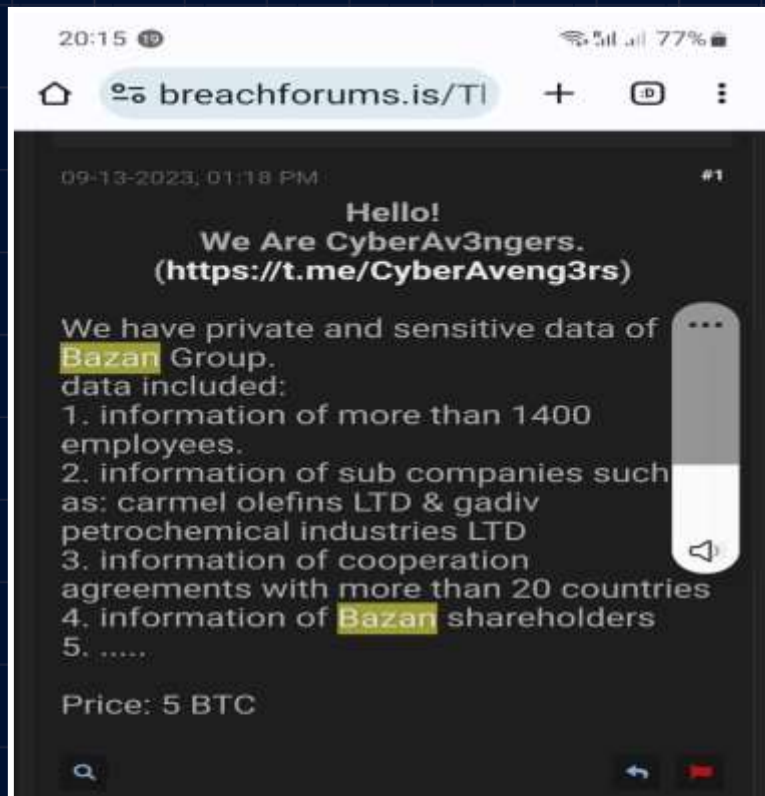 20:15 19 77%
breachforums.is/Tl + :D
09-13-2023, 01:18 PM #1
Hello!
We Are CyberAv3ngers.
(https://t.me/CyberAveng3rs)
We have private and sensitive data of
Bazan Group.
data included:
1. information of more than 1400
employees.
2. information of sub companies such
as: carmel olefins LTD & gadiv
petrochemical industries LTD
3. information of cooperation
agreements with more than 20 countries
4. information of Bazan shareholders
5. .....
Price: 5 BTC